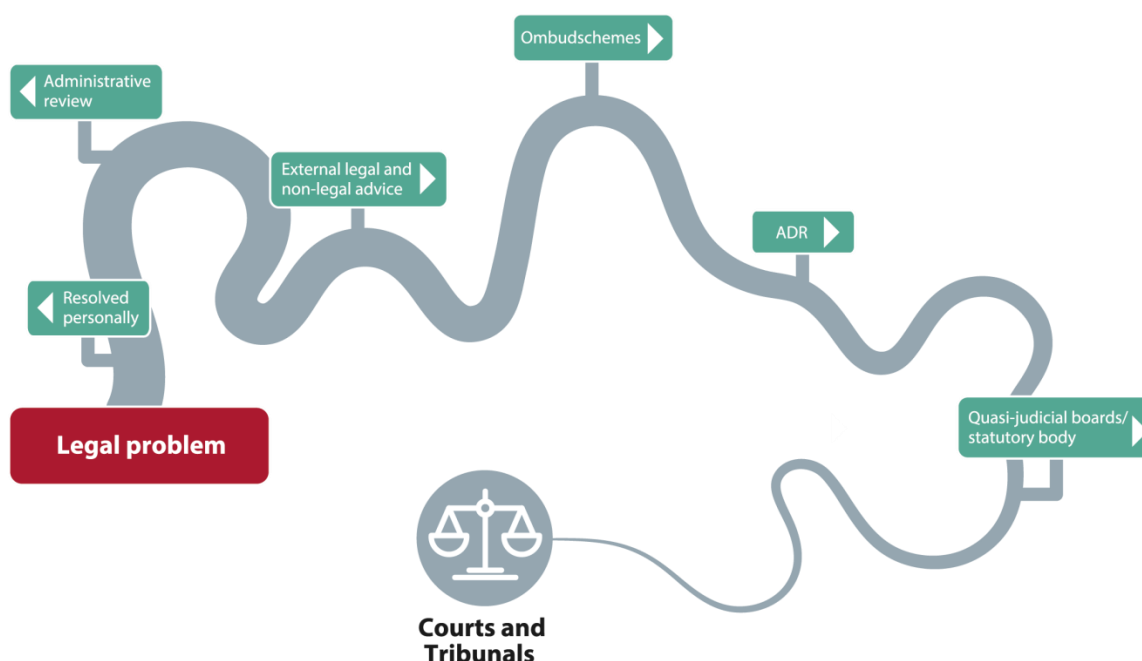 Ombudschemes
Administrative
review
External legal and
non-legal advice
ADR
Resolved
personally
Legal problem
Quasi-judicial boards/
statutory body
Courts and
Tribunals